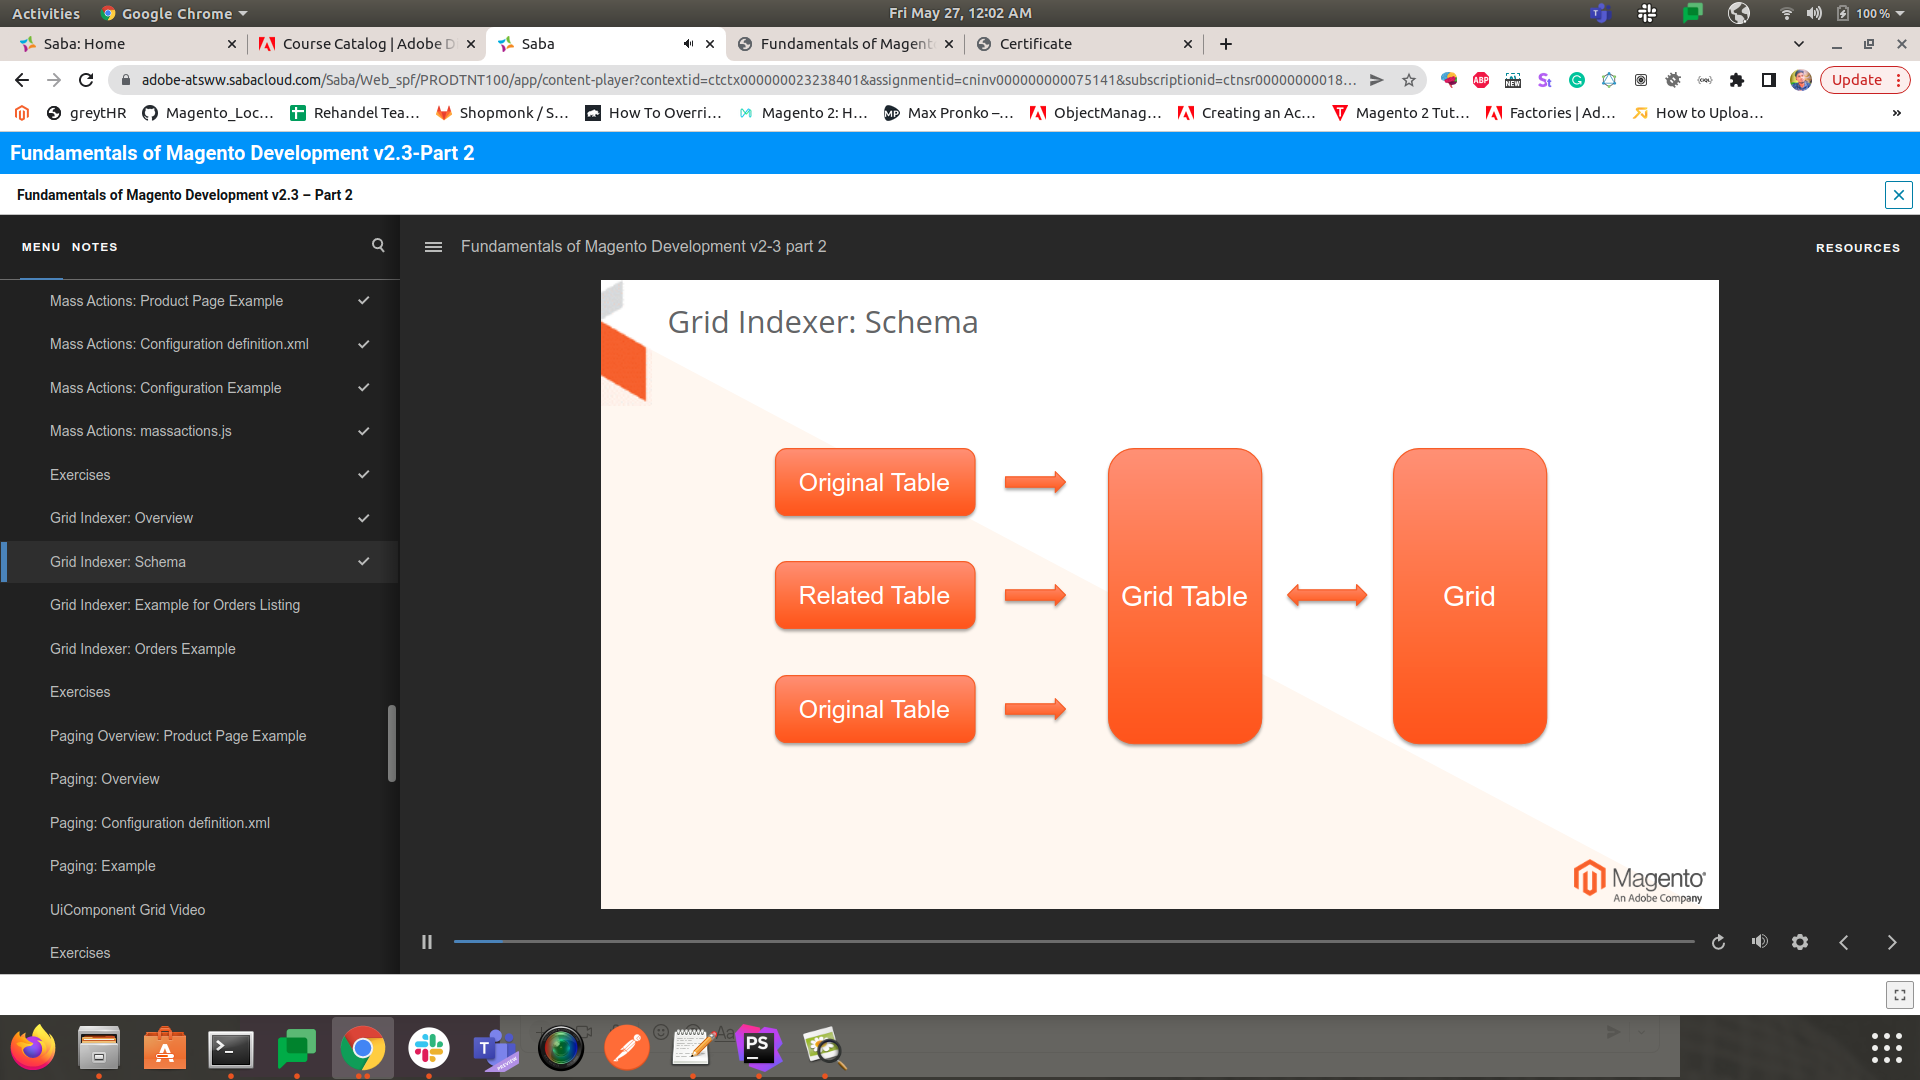 Activities
Google Chrome
Fri May 27, 12:02 AM
100 %
Saba: Home
Course Catalog | Adobe D
Saba
Fundamentals of Magent
Certificate
adobe-atsww.sabacloud.com/Saba/Web_spf/PRODTNT100/app/content-player?contextid=ctctx000000023238401&assignmentid=cninv000000000075141&subscriptionid=ctnsr00000000018...
ABP
NEW
Update
greyTHR
Magento_Loc...
Rehandel Tea...
Shopmonk / S...
How To Overri...
Magento 2: H...
Max Pronko –...
ObjectManag...
Creating an Ac...
Magento 2 Tut...
Factories | Ad...
How to Uploa...
Fundamentals of Magento Development v2.3-Part 2
Fundamentals of Magento Development v2.3 – Part 2
MENU NOTES
Fundamentals of Magento Development v2-3 part 2
RESOURCES
Mass Actions: Product Page Example
Mass Actions: Configuration definition.xml
Mass Actions: Configuration Example
Mass Actions: massactions.js
Exercises
Grid Indexer: Overview
Grid Indexer: Schema
Grid Indexer: Example for Orders Listing
Grid Indexer: Orders Example
Exercises
Paging Overview: Product Page Example
Paging: Overview
Paging: Configuration definition.xml
Paging: Example
UiComponent Grid Video
Exercises
Grid Indexer: Schema
Original Table
Related Table
Original Table
Grid Table
Grid
Magento
An Adobe Company
PS